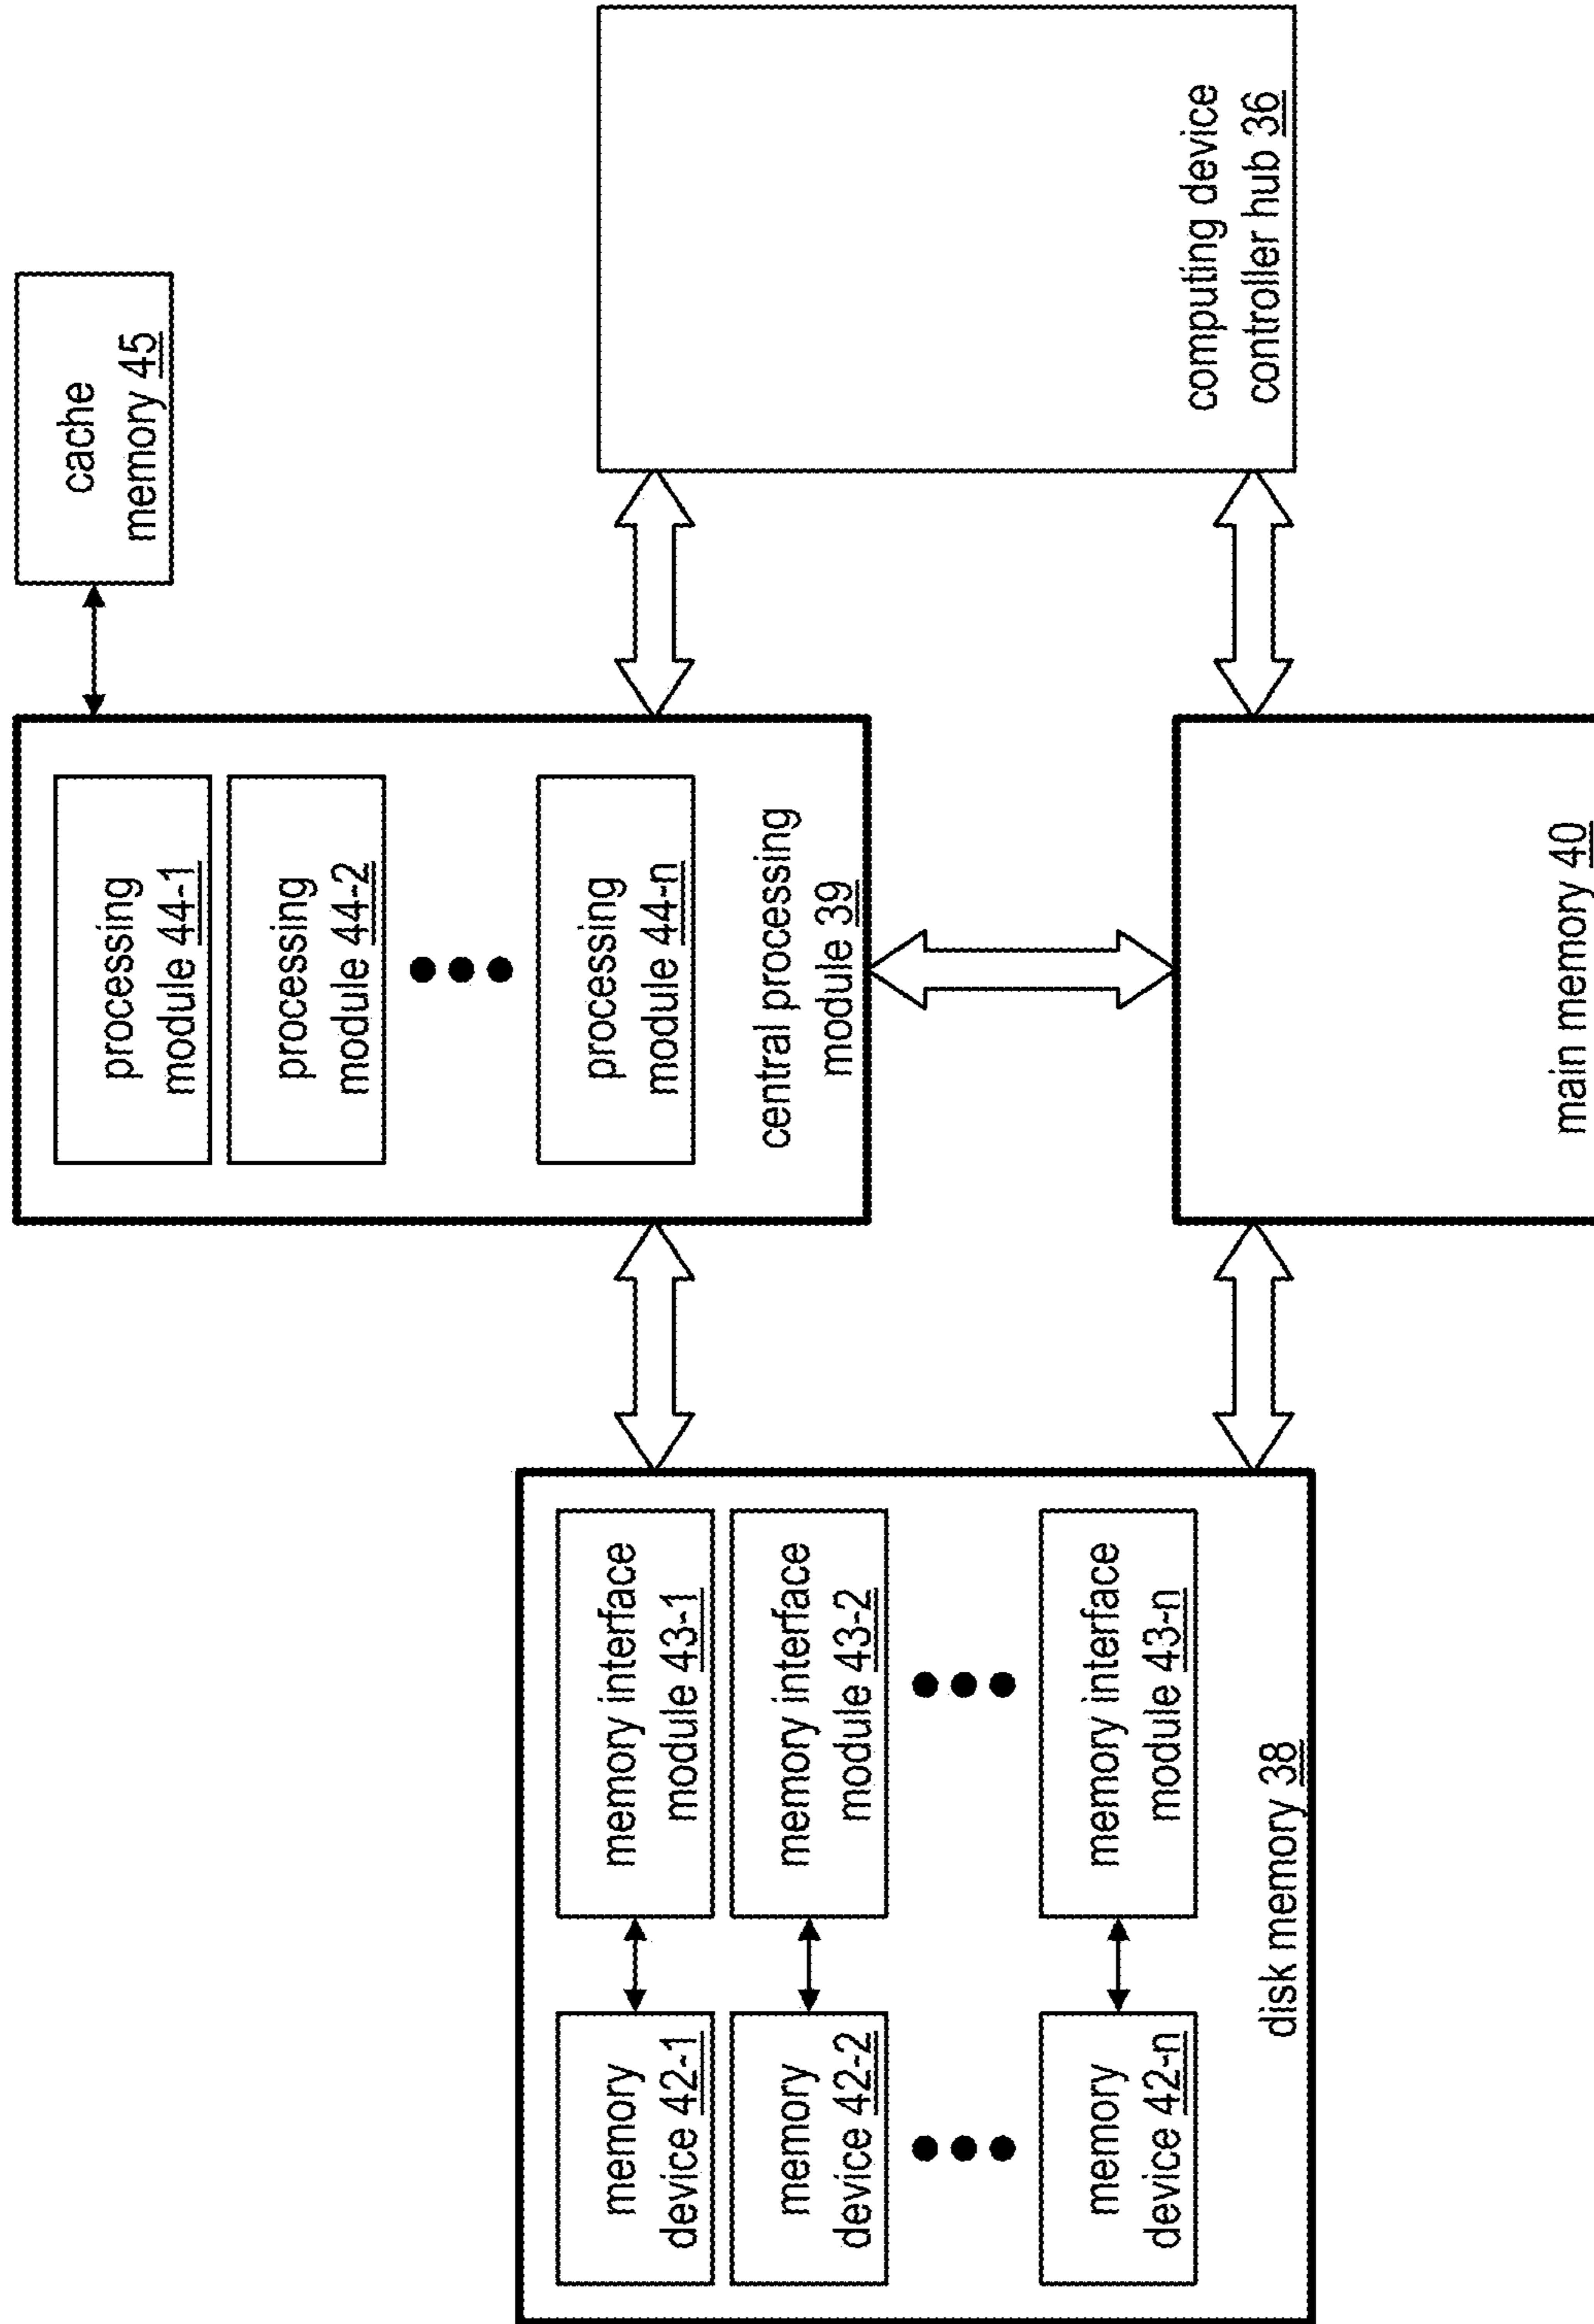 memory
device 42-1
memory interface
module 43-1
memory
device 42-2
memory interface
module 43-2
memory
device 42-n
memory interface
module 43-n
disk memory 38
processing
module 44-1
processing
module 44-2
processing
module 44-n
central processing
module 39
main memory 40
cache
memory 45
computing device
controller hub 36